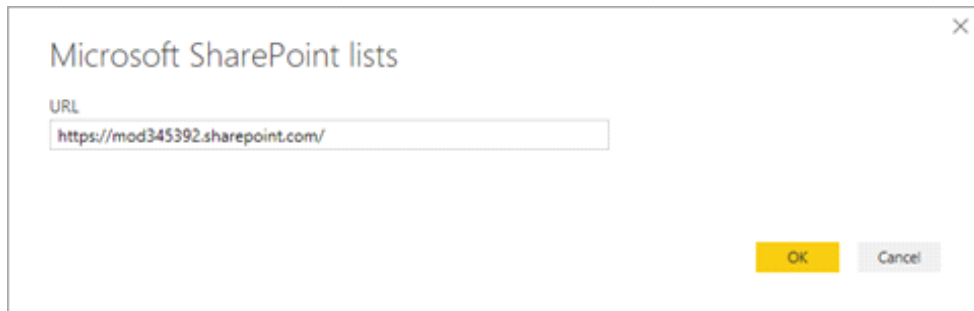 Microsoft SharePoint lists
URL
https://mod345392.sharepoint.com/
OK
Cancel